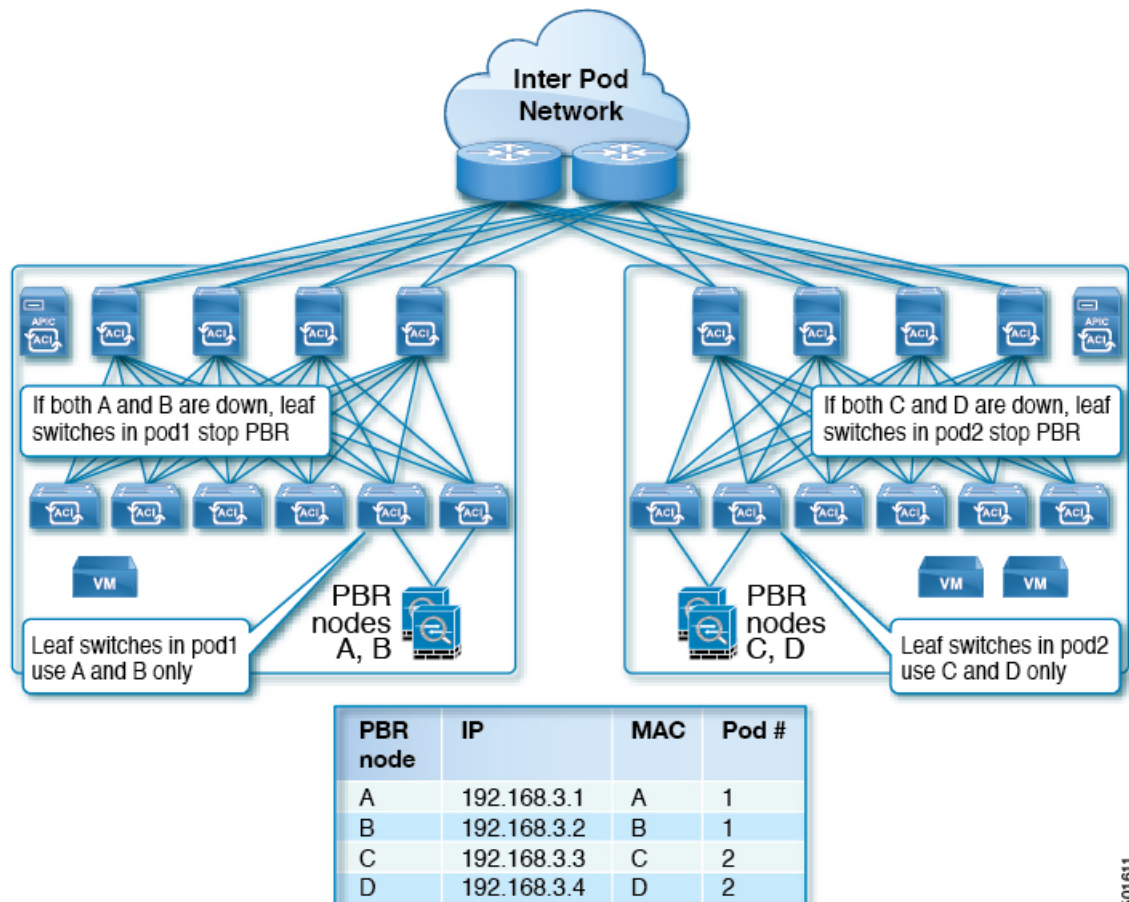 Inter Pod
Network
APIC
ACI
ACI
ACI
ACI
ACI
ACI
ACI
ACI
ACI
APIC
ACI
If both A and B are down, leaf
switches in pod1 stop PBR
If both C and D are down, leaf
switches in pod2 stop PBR
ACI
ACI
ACI
ACI
ACI
ACI
ACI
ACI
ACI
ACI
ACI
ACI
VM
PBR
nodes
A, B
PBR
nodes
C, D
VM
VM
Leaf switches in pod1
use A and B only
Leaf switches in pod2
use C and D only
PBR node IP MAC Pod #
A 192.168.3.1 A 1
B 192.168.3.2 B 1
C 192.168.3.3 C 2
D 192.168.3.4 D 2